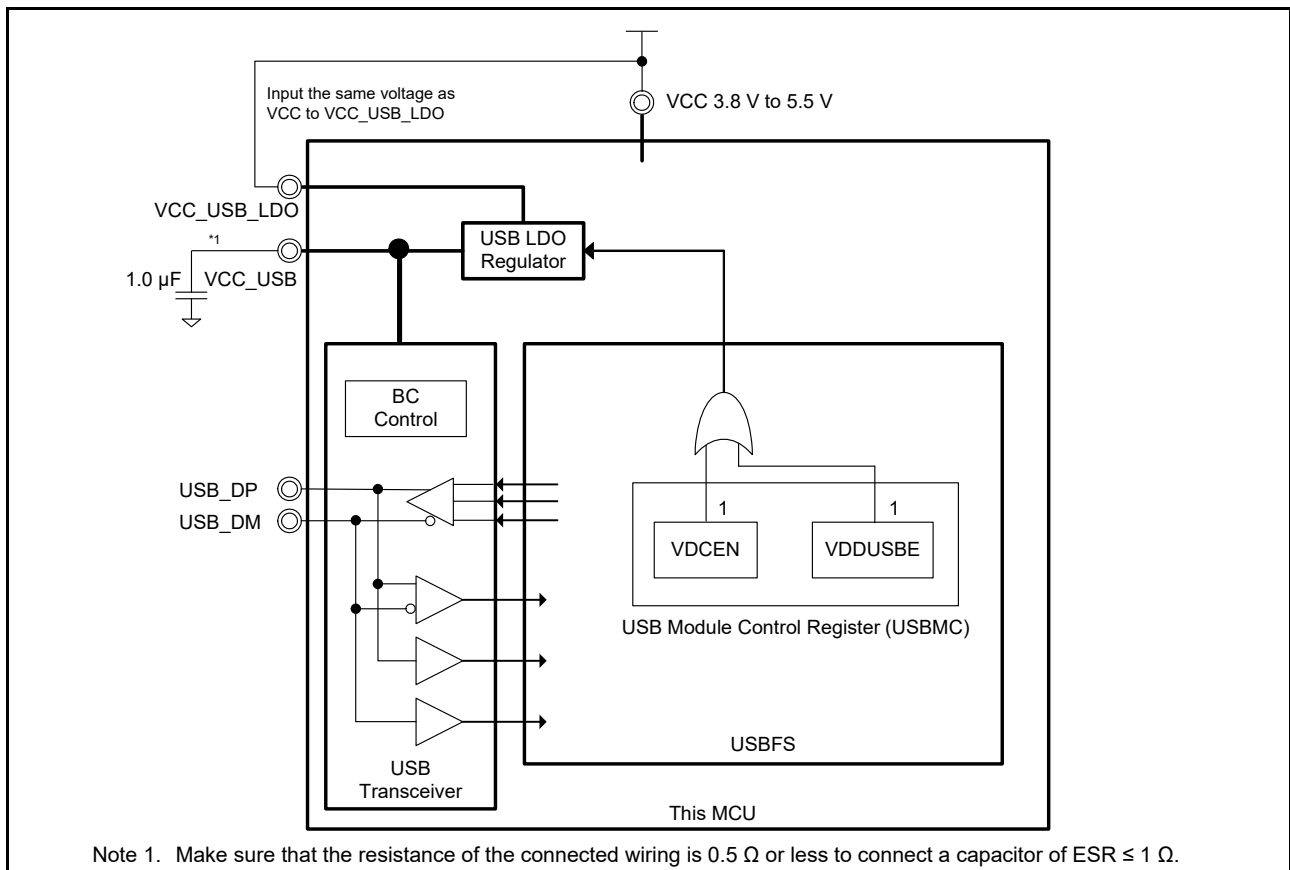 Input the same voltage as
VCC to VCC_USB_LDO
VCC 3.8 V to 5.5 V
VCC_USB_LDO
*1
1.0 µF
VCC_USB
USB LDO
Regulator
BC
Control
USB_DP
USB_DM
1
1
VDCEN
VDDUSBE
USB Module Control Register (USBMC)
USBFS
USB
Transceiver
This MCU
Note 1. Make sure that the resistance of the connected wiring is 0.5 Ω or less to connect a capacitor of ESR ≤ 1 Ω.